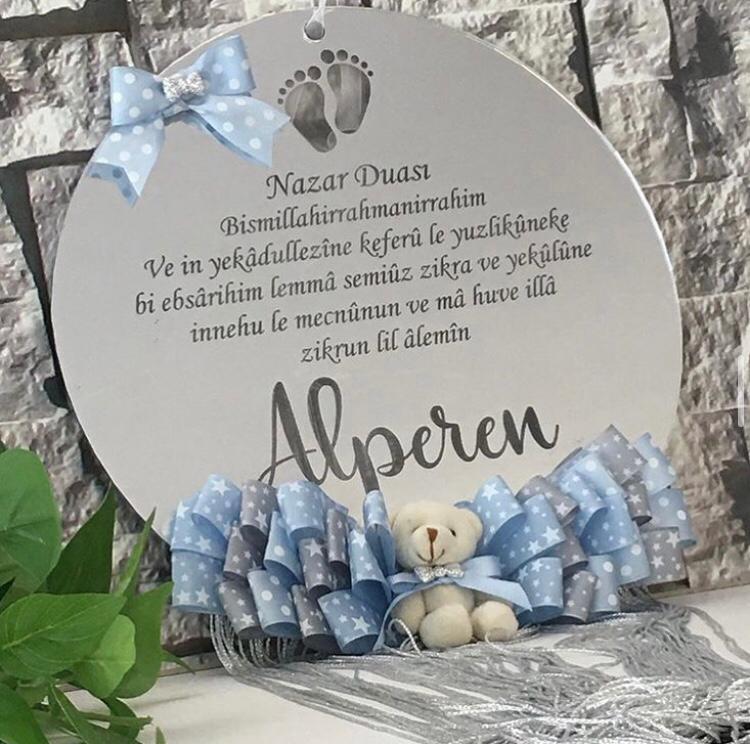 Nazar Duası
Bismillahirrahmanirrahim
Ve in yekâdullezîne keferû le yuzlikûneke
bi ebsârihim lemmâ semiûz zikra ve yekûlûne
innehu le mecnûnun ve mâ huve illâ
zikrun lil âlemîn
Alperen